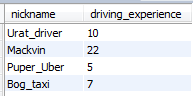 nickname driving_experience
Urat_driver 10
Mackvin 22
Puper_Uber 5
Bog_taxi 7